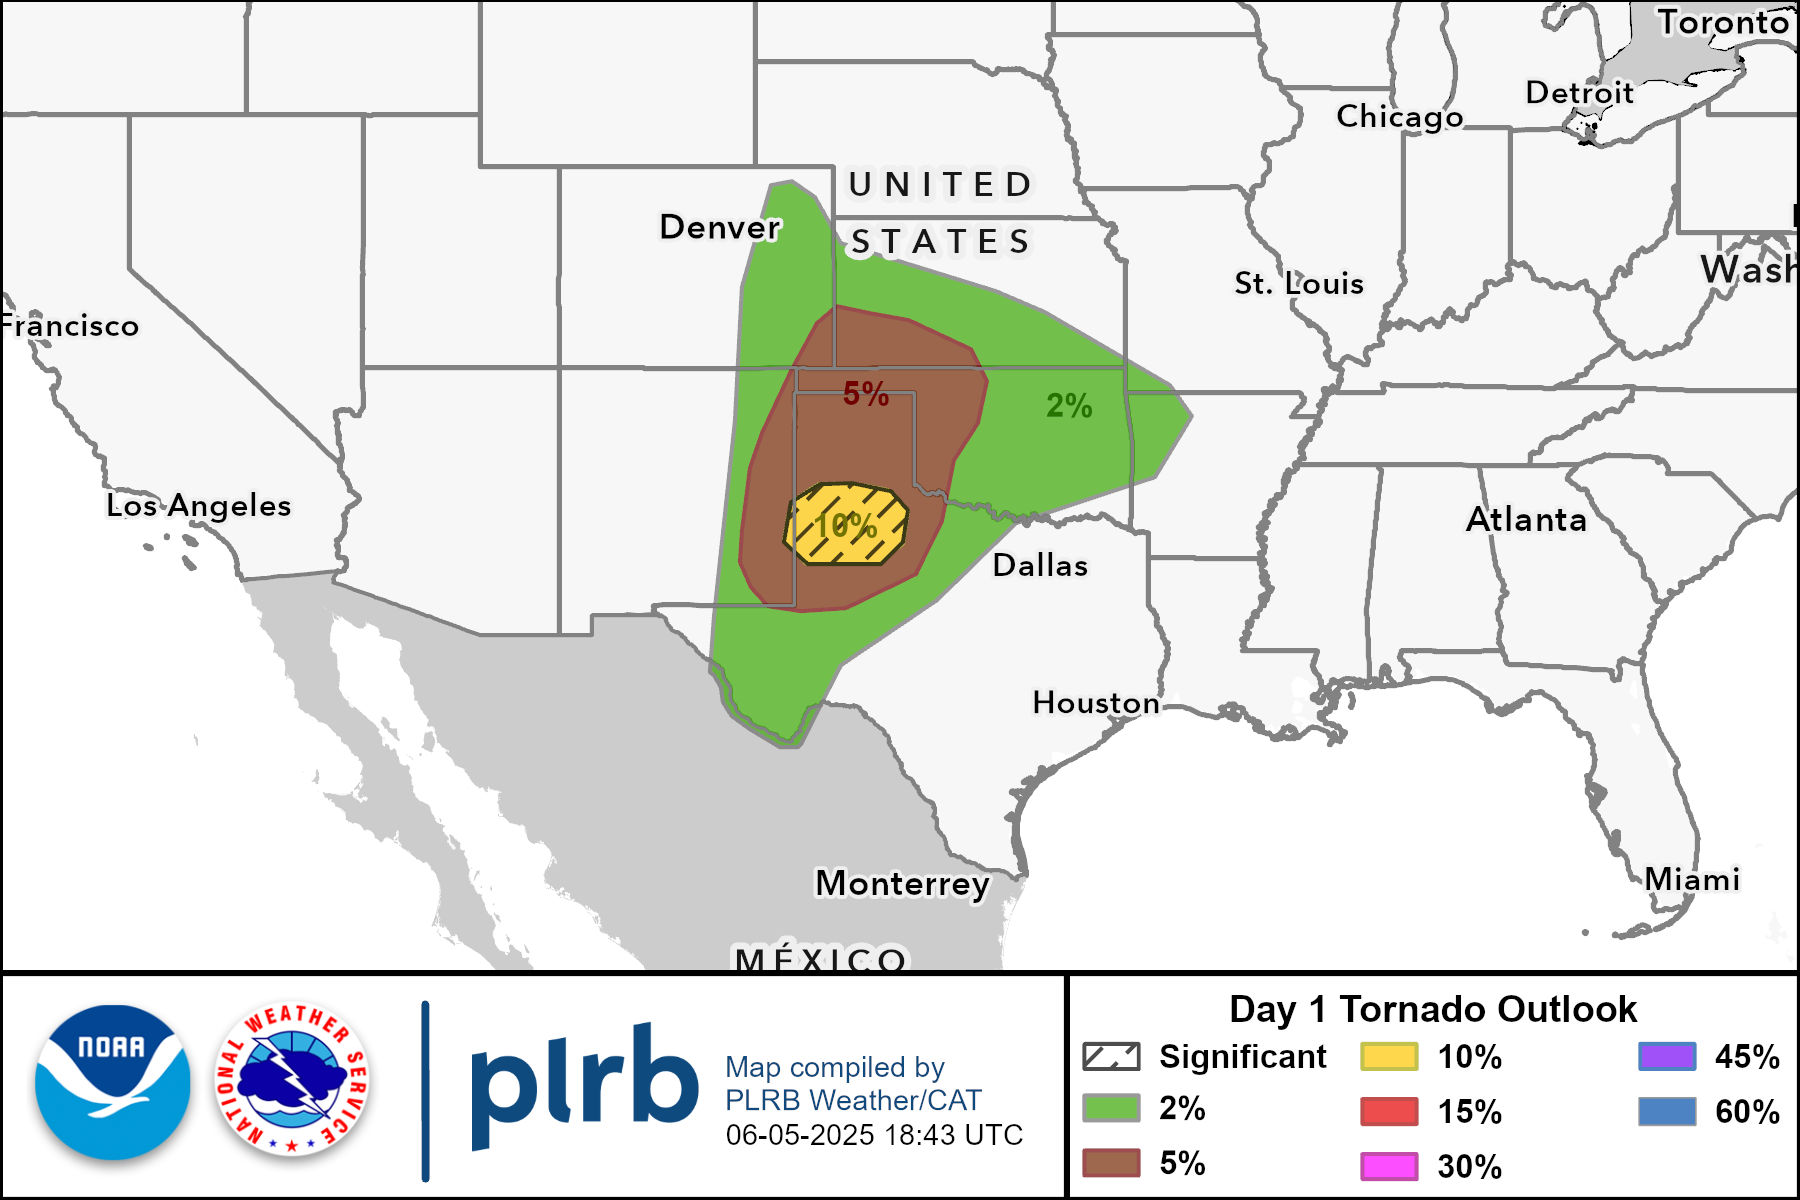 Toronto
Detroit
Chicago
UNITED
STATES
Denver
St. Louis
Wash
Francisco
5%
2%
Los Angeles
10%
Atlanta
Dallas
Houston
Monterrey
Miami
MÉXICO
NOAA
NATIONAL WEATHER SERVICE
plrb
Map compiled by
PLRB Weather/CAT
06-05-2025 18:43 UTC
Day 1 Tornado Outlook
Significant
10%
45%
2%
15%
60%
5%
30%